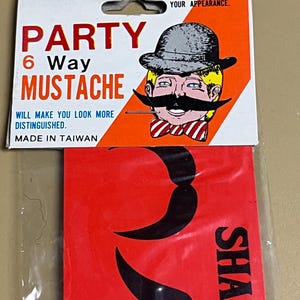 YOUR APPEARANCE.
PARTY
6 Way
MUSTACHE
WILL MAKE YOU LOOK MORE
DISTINGUISHED.
MADE IN TAIWAN
SHA